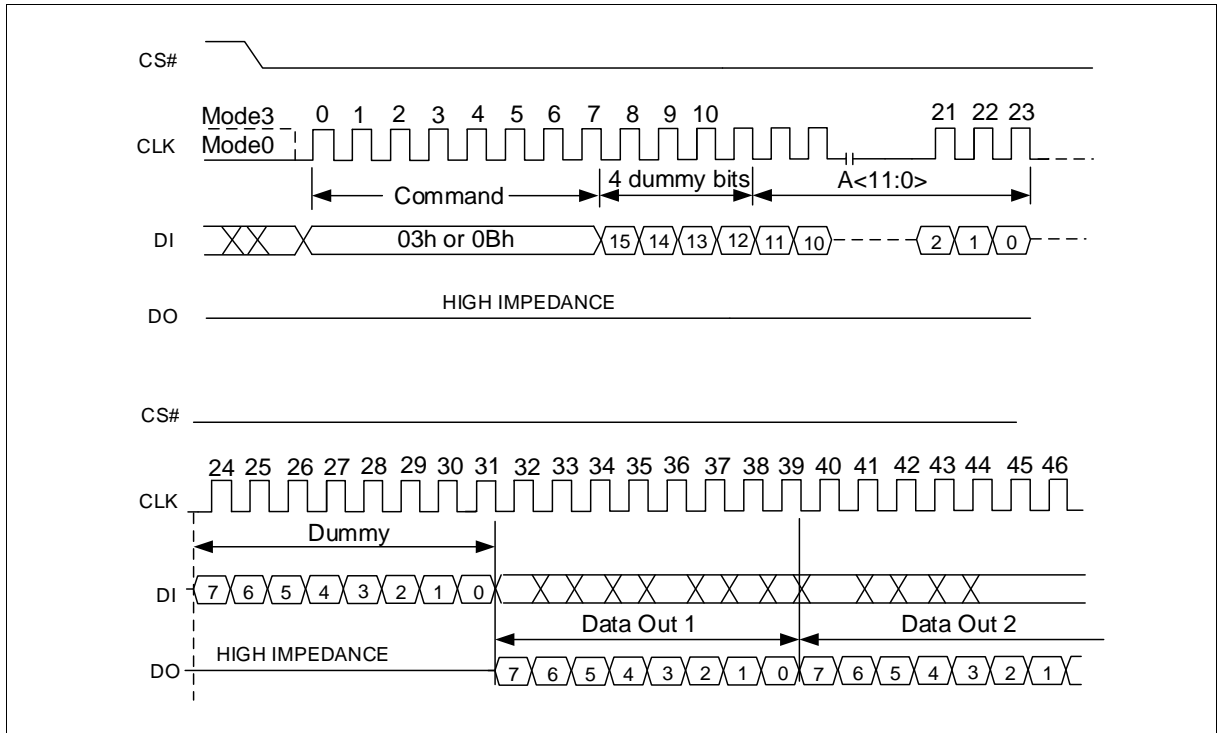 CS#
Mode3 0 1 2 3 4 5 6 7 8 9 10 21 22 23
CLK Mode0
Command 4 dummy bits A<11:0>
DI 03h or 0Bh 15 14 13 12 11 10 2 1 0
HIGH IMPEDANCE
DO
CS#
24 25 26 27 28 29 30 31 32 33 34 35 36 37 38 39 40 41 42 43 44 45 46
CLK
Dummy
DI 7 6 5 4 3 2 1 0
Data Out 1 Data Out 2
HIGH IMPEDANCE
DO 7 6 5 4 3 2 1 0 7 6 5 4 3 2 1